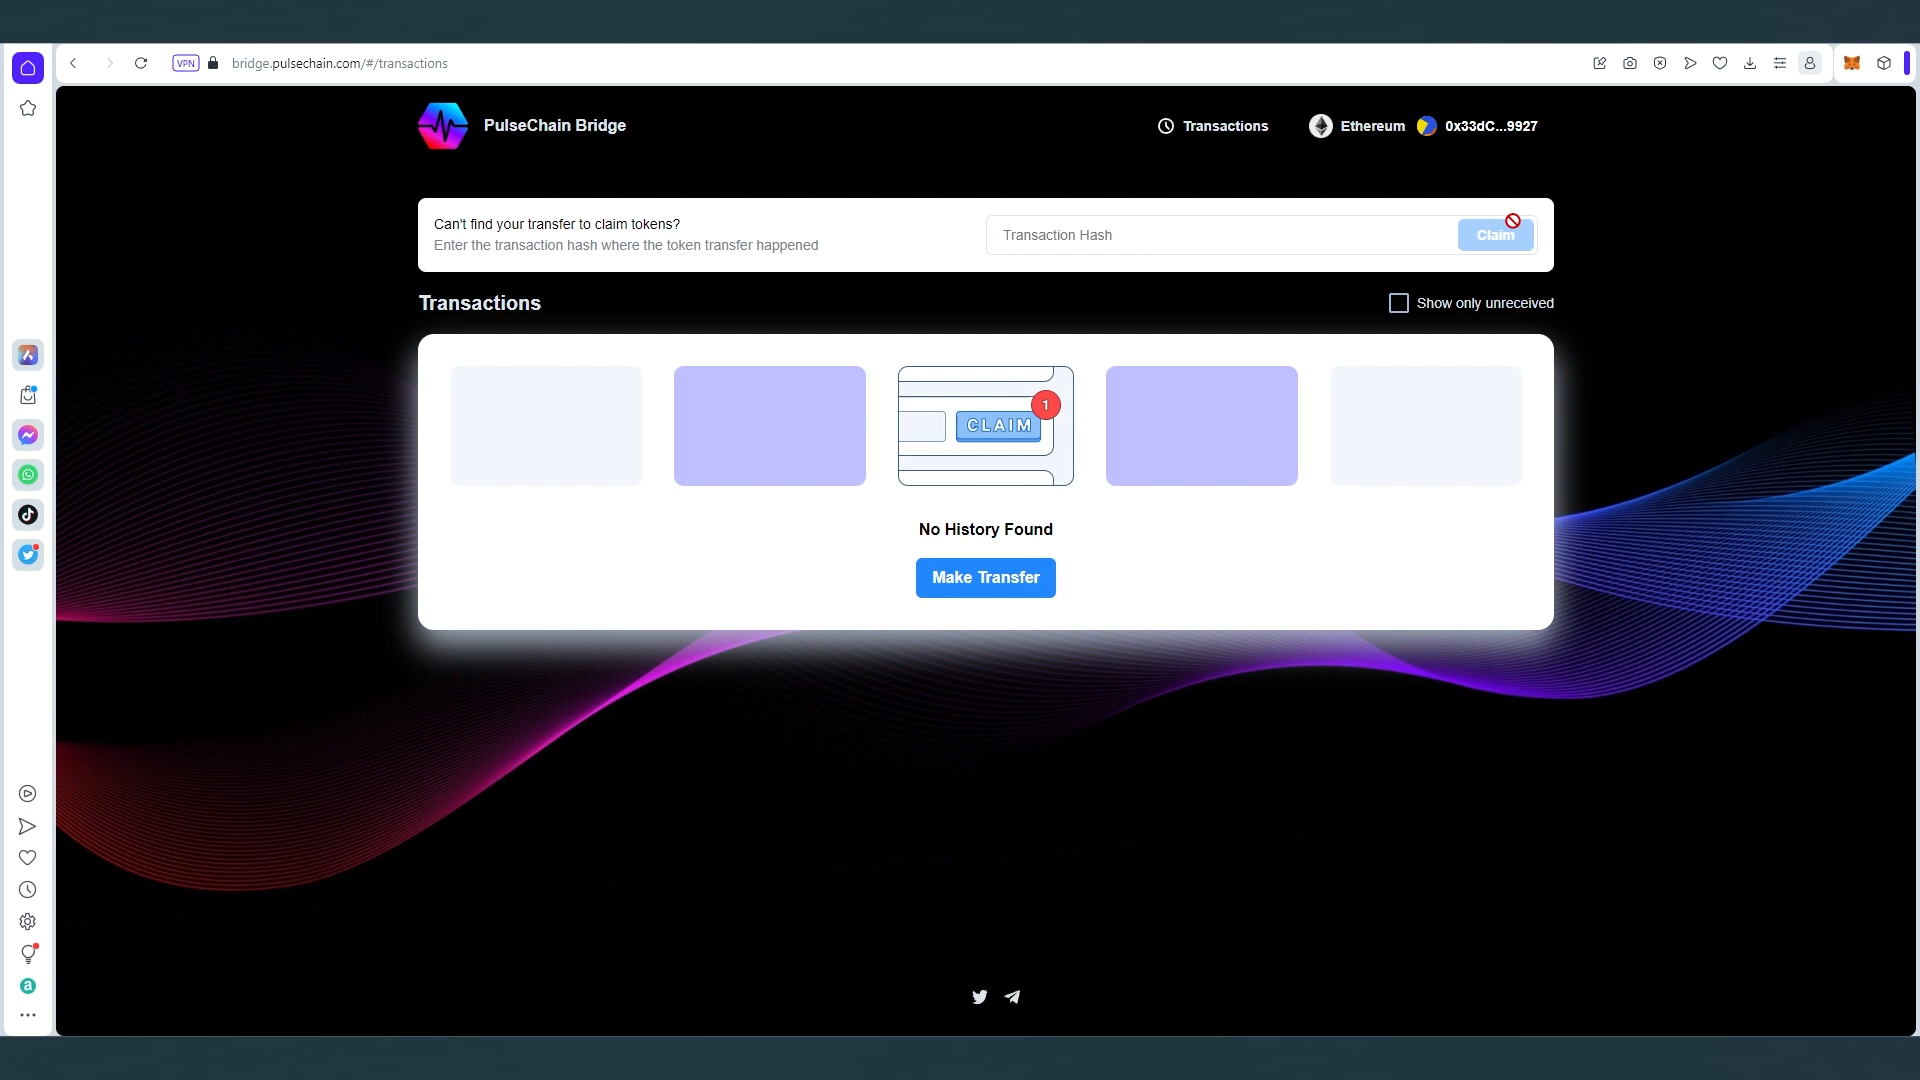 VPN
bridge.pulsechain.com/#/transactions
PulseChain Bridge
Transactions
Ethereum
0x33dC...9927
Can't find your transfer to claim tokens?
Enter the transaction hash where the token transfer happened
Transaction Hash
Claim
Transactions
Show only unreceived
1
CLAIM
No History Found
Make Transfer
a